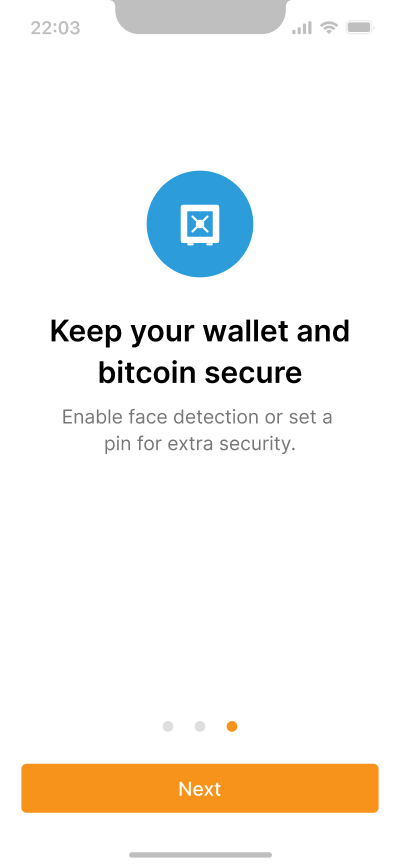 22:03
Keep your wallet and
bitcoin secure
Enable face detection or set a
pin for extra security.
Next